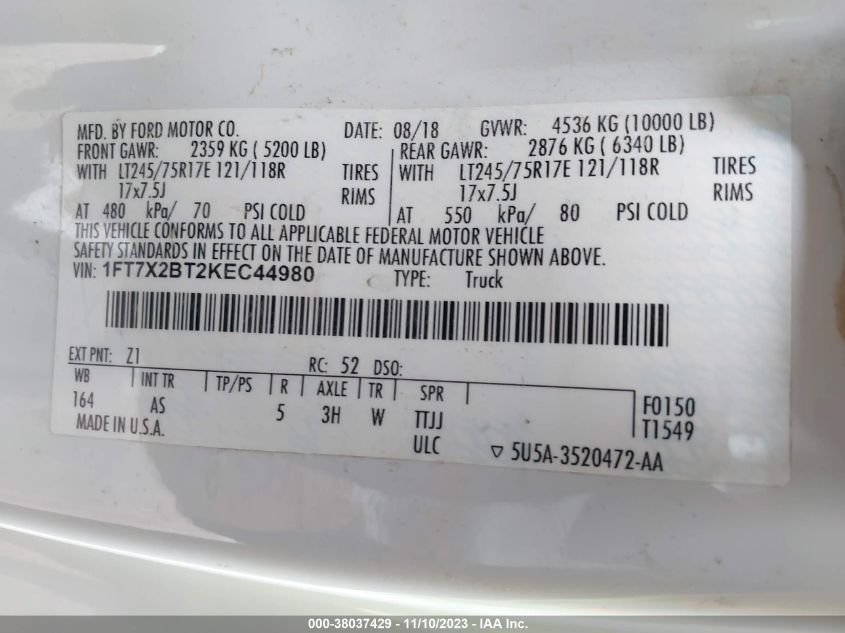 MFD. BY FORD MOTOR CO. DATE: 08/18 GVWR: 4536 KG (10000 LB)
FRONT GAWR: 2359 KG ( 5200 LB) REAR GAWR: 2876 KG ( 6340 LB)
WITH LT245/75R17E 121/118R TIRES WITH LT245/75R17E 121/118R TIRES
17x7.5J RIMS 17x7.5J RIMS
AT 480 kPa/ 70 PSI COLD AT 550 kPa/ 80 PSI COLD
THIS VEHICLE CONFORMS TO ALL APPLICABLE FEDERAL MOTOR VEHICLE
SAFETY STANDARDS IN EFFECT ON THE DATE OF MANUFACTURE SHOWN ABOVE.
VIN: 1FT7X2BT2KEC44980 TYPE: Truck
EXT PNT: Z1 RC: 52 DSO:
WB INT TR TP/PS R AXLE TR SPR
164 AS 5 3H W TTJJ F0150
MADE IN U.S.A. ULC T1549
▽ 5U5A-3520472-AA
000-38037429 - 11/10/2023 - IAA Inc.